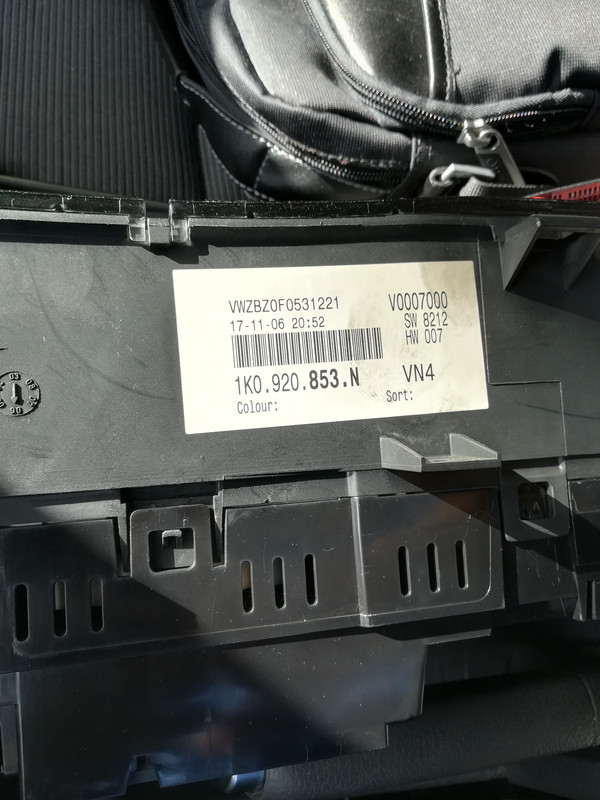 VWZBZ0F0531221 V0007000
17-11-06 20:52 SW 8212
HW 007
1K0.920.853.N VN4
Colour: Sort: